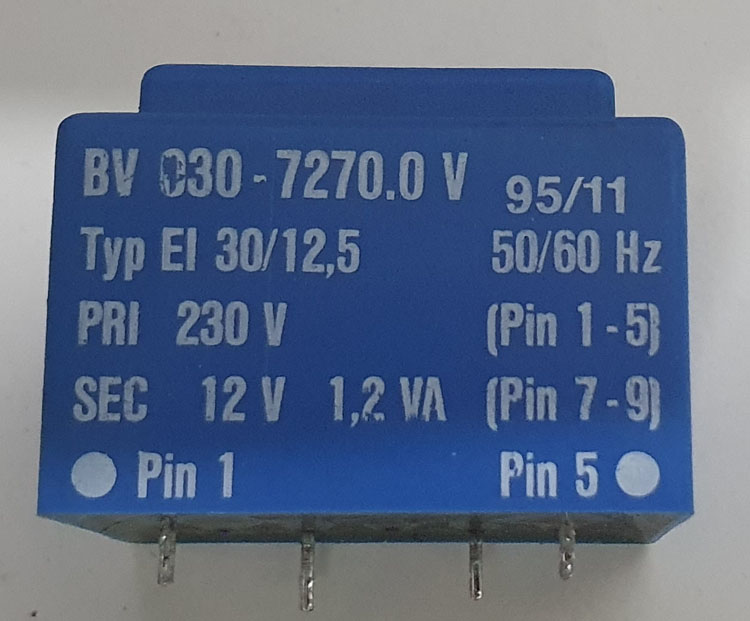 BV 030-7270.0 V 95/11
Typ EI 30/12,5 50/60 Hz
PRI 230 V (Pin 1-5)
SEC 12 V 1,2 VA (Pin 7-9)
Pin 1 Pin 5